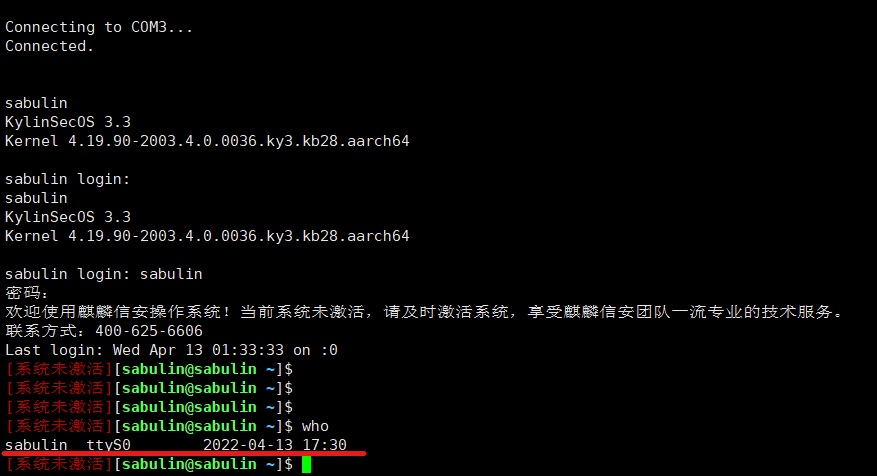 Connecting to COM3...
Connected.
sabulin
KylinSecOS 3.3
Kernel 4.19.90-2003.4.0.0036.ky3.kb28.aarch64
sabulin login:
sabulin
KylinSecOS 3.3
Kernel 4.19.90-2003.4.0.0036.ky3.kb28.aarch64
sabulin login: sabulin
密码：
欢迎使用麒麟信安操作系统！当前系统未激活，请及时激活系统，享受麒麟信安团队一流专业的技术服务。
联系方式：400-625-6606
Last login: Wed Apr 13 01:33:33 on :0
[系统未激活][sabulin@sabulin ~]$
[系统未激活][sabulin@sabulin ~]$
[系统未激活][sabulin@sabulin ~]$
[系统未激活][sabulin@sabulin ~]$ who
sabulin  ttyS0        2022-04-13 17:30
[系统未激活][sabulin@sabulin ~]$